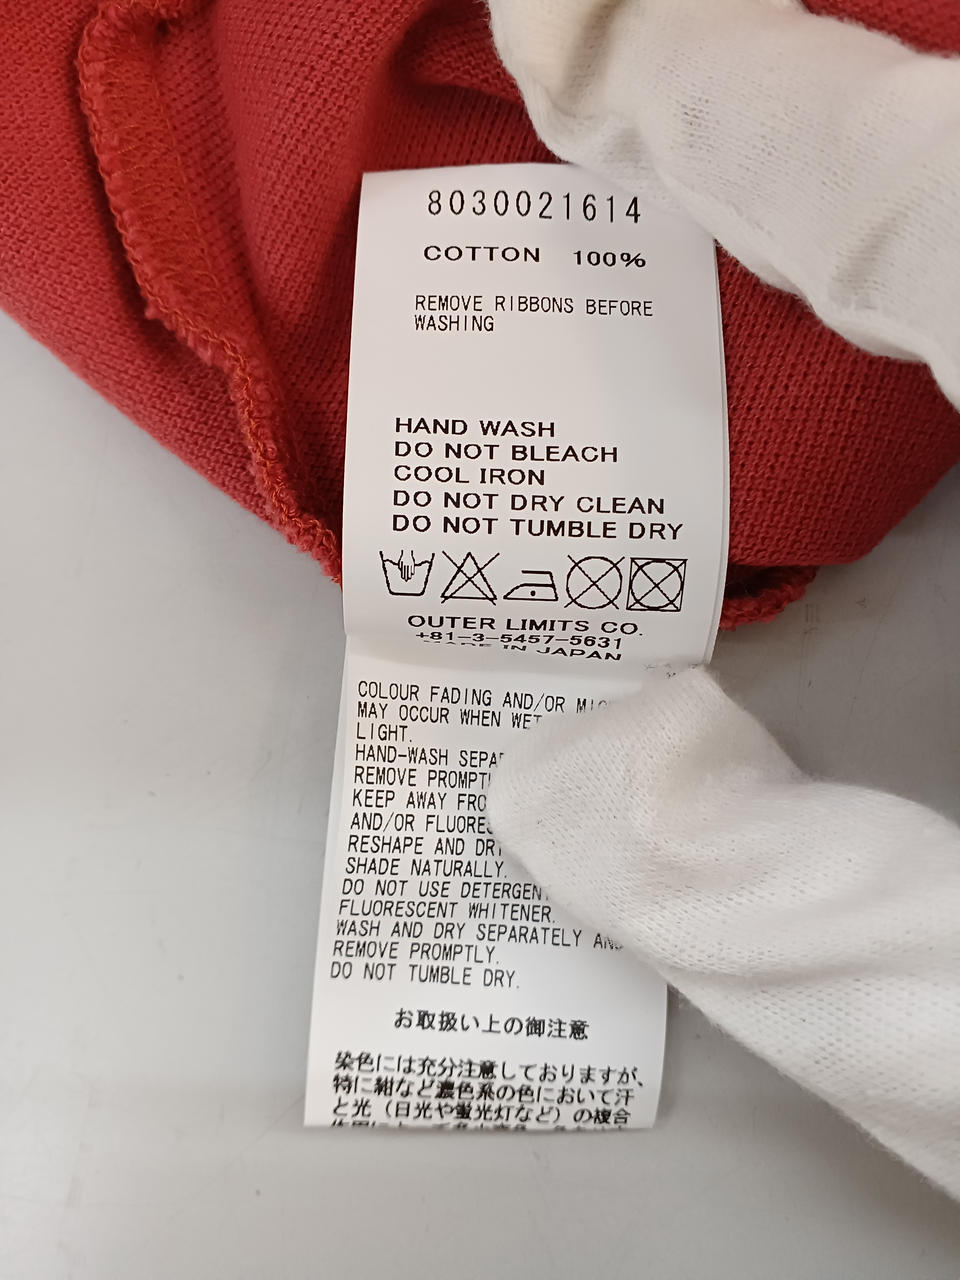 8030021614
COTTON 100%
REMOVE RIBBONS BEFORE
WASHING
HAND WASH
DO NOT BLEACH
COOL IRON
DO NOT DRY CLEAN
DO NOT TUMBLE DRY
OUTER LIMITS CO.
+81-3-5457-5631
MADE IN JAPAN
COLOUR FADING AND/OR
MAY OCCUR WHEN WET
LIGHT.
HAND-WASH
REMOVE
KEEP AWAY
AND/OR
RESHAPE AND
SHADE NATURALLY.
DO NOT USE
FLUORESCENT WHITENER.
WASH AND DRY SEPARATELY
REMOVE PROMPTLY.
DO NOT TUMBLE DRY.
お取扱い上の御注意
染色には充分注意しておりますが、
特に紺など濃色系の色において汗
と光（日光や蛍光灯など）の複合